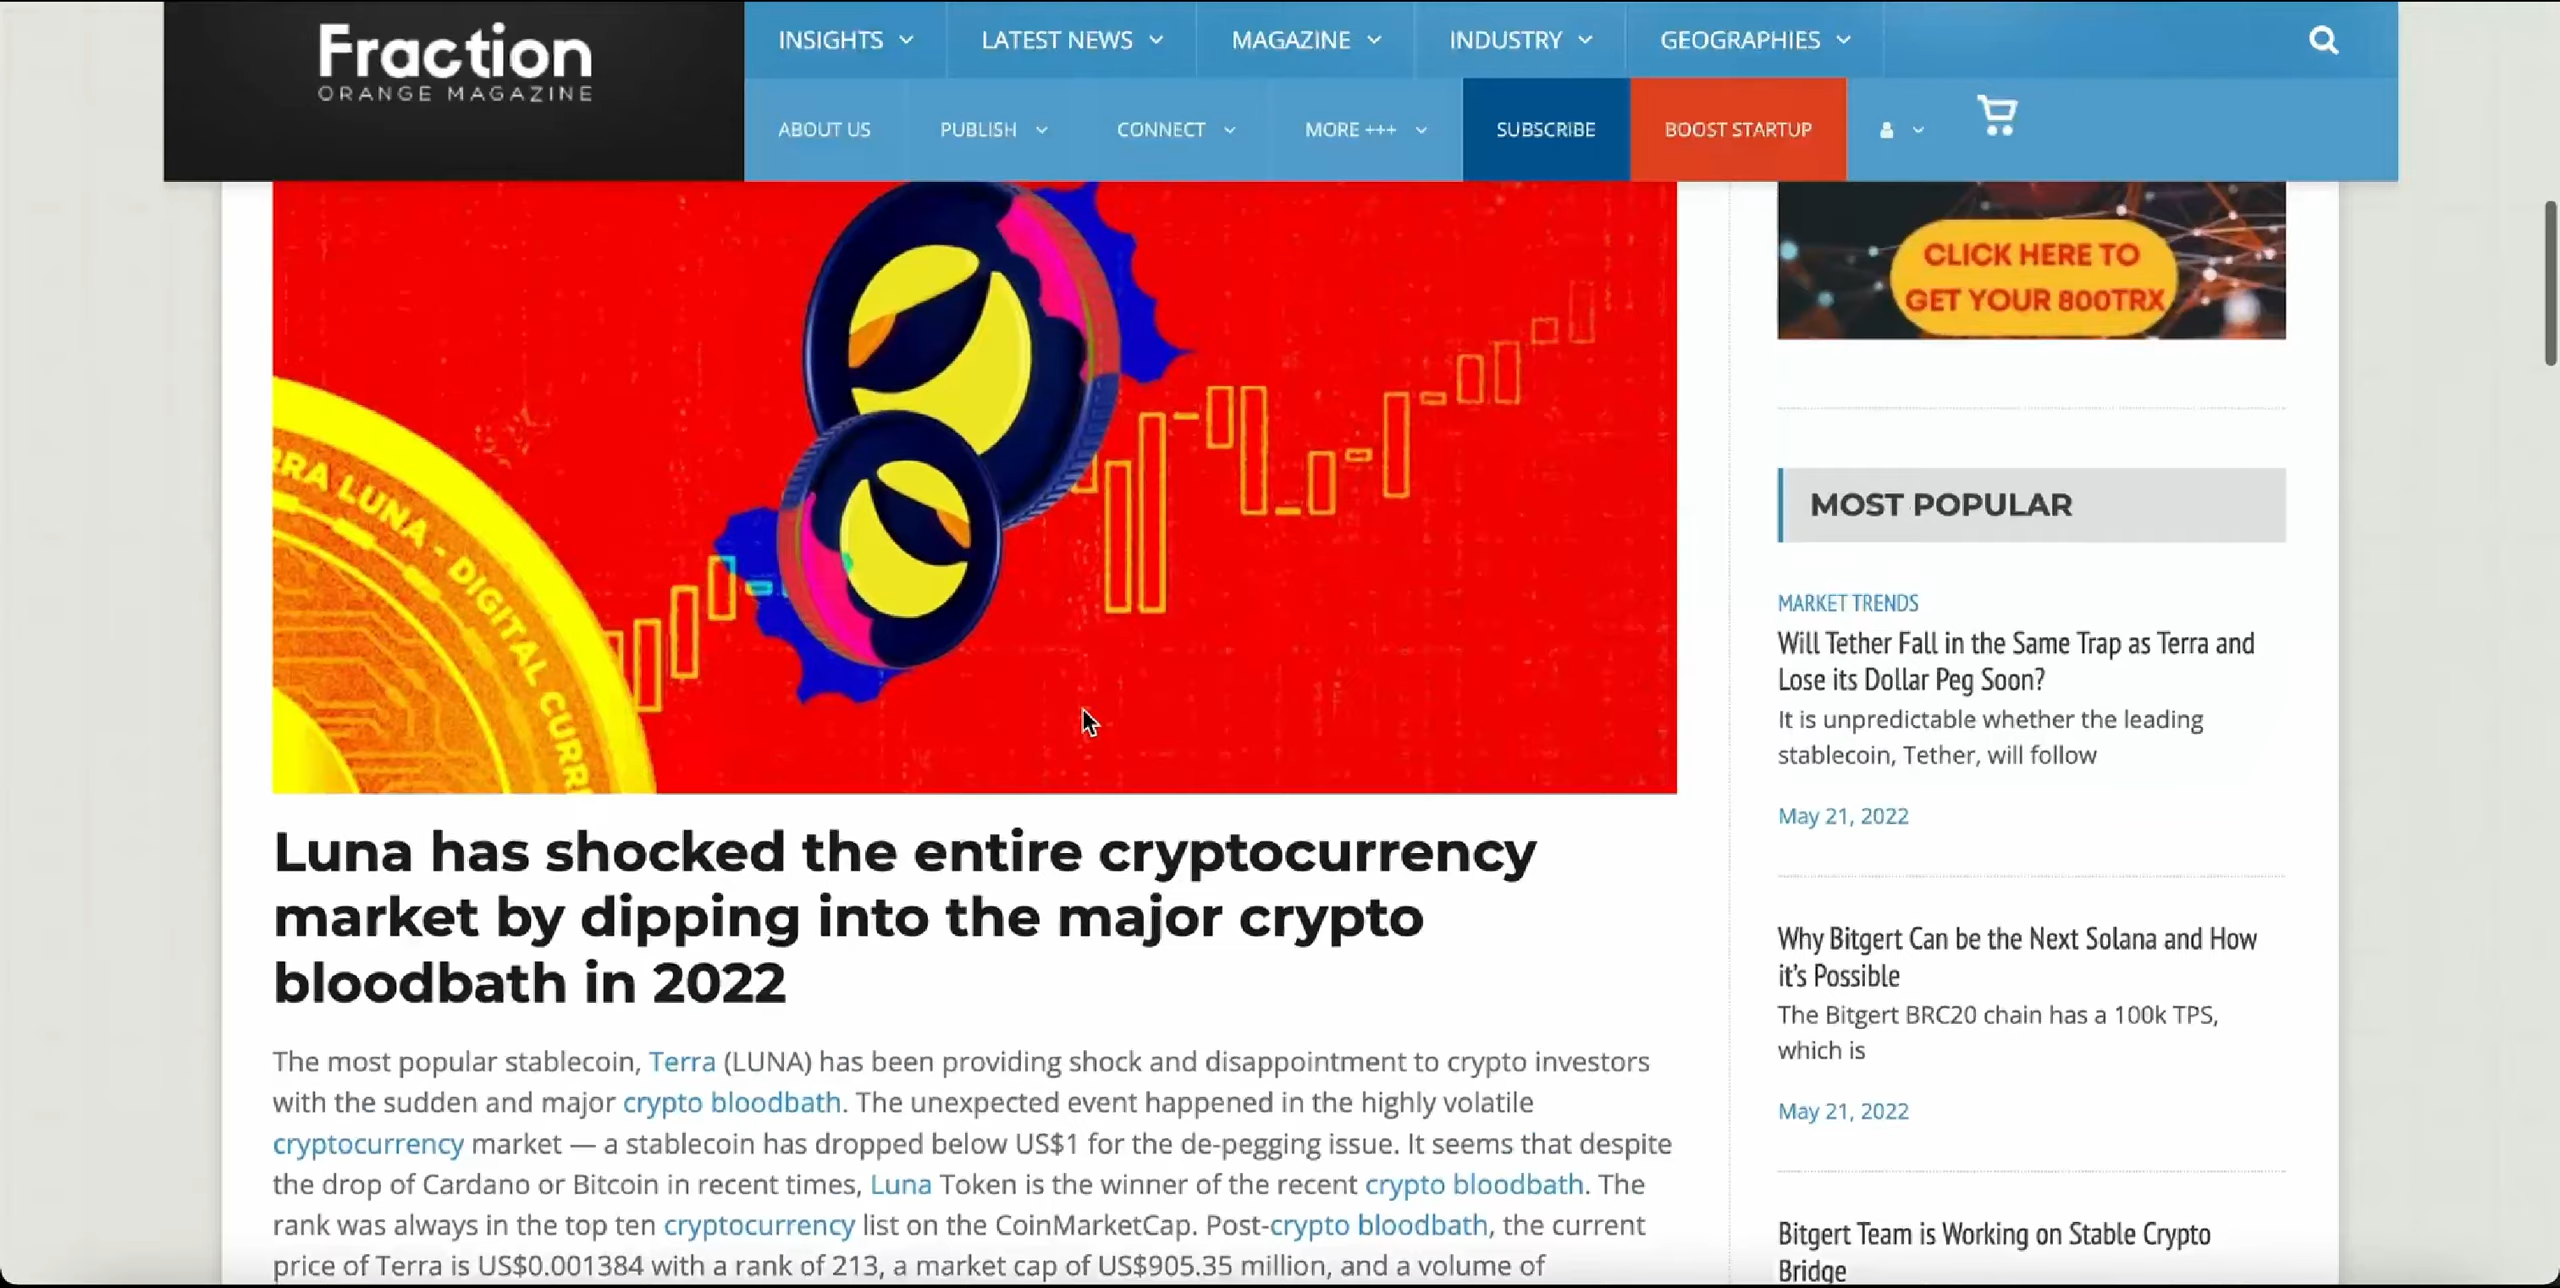 Fraction
ORANGE MAGAZINE
INSIGHTS
LATEST NEWS
MAGAZINE
INDUSTRY
GEOGRAPHIES
ABOUT US
PUBLISH
CONNECT
MORE +++
SUBSCRIBE
BOOST STARTUP
RRA LUNA - DIGITAL CURR
Luna has shocked the entire cryptocurrency
market by dipping into the major crypto
bloodbath in 2022
The most popular stablecoin, Terra (LUNA) has been providing shock and disappointment to crypto investors
with the sudden and major crypto bloodbath. The unexpected event happened in the highly volatile
cryptocurrency market — a stablecoin has dropped below US$1 for the de-pegging issue. It seems that despite
the drop of Cardano or Bitcoin in recent times, Luna Token is the winner of the recent crypto bloodbath. The
rank was always in the top ten cryptocurrency list on the CoinMarketCap. Post-crypto bloodbath, the current
price of Terra is US$0.001384 with a rank of 213, a market cap of US$905.35 million, and a volume of
CLICK HERE TO
GET YOUR 800TRX
MOST POPULAR
MARKET TRENDS
Will Tether Fall in the Same Trap as Terra and
Lose its Dollar Peg Soon?
It is unpredictable whether the leading
stablecoin, Tether, will follow
May 21, 2022
Why Bitgert Can be the Next Solana and How
it's Possible
The Bitgert BRC20 chain has a 100k TPS,
which is
May 21, 2022
Bitgert Team is Working on Stable Crypto
Bridge